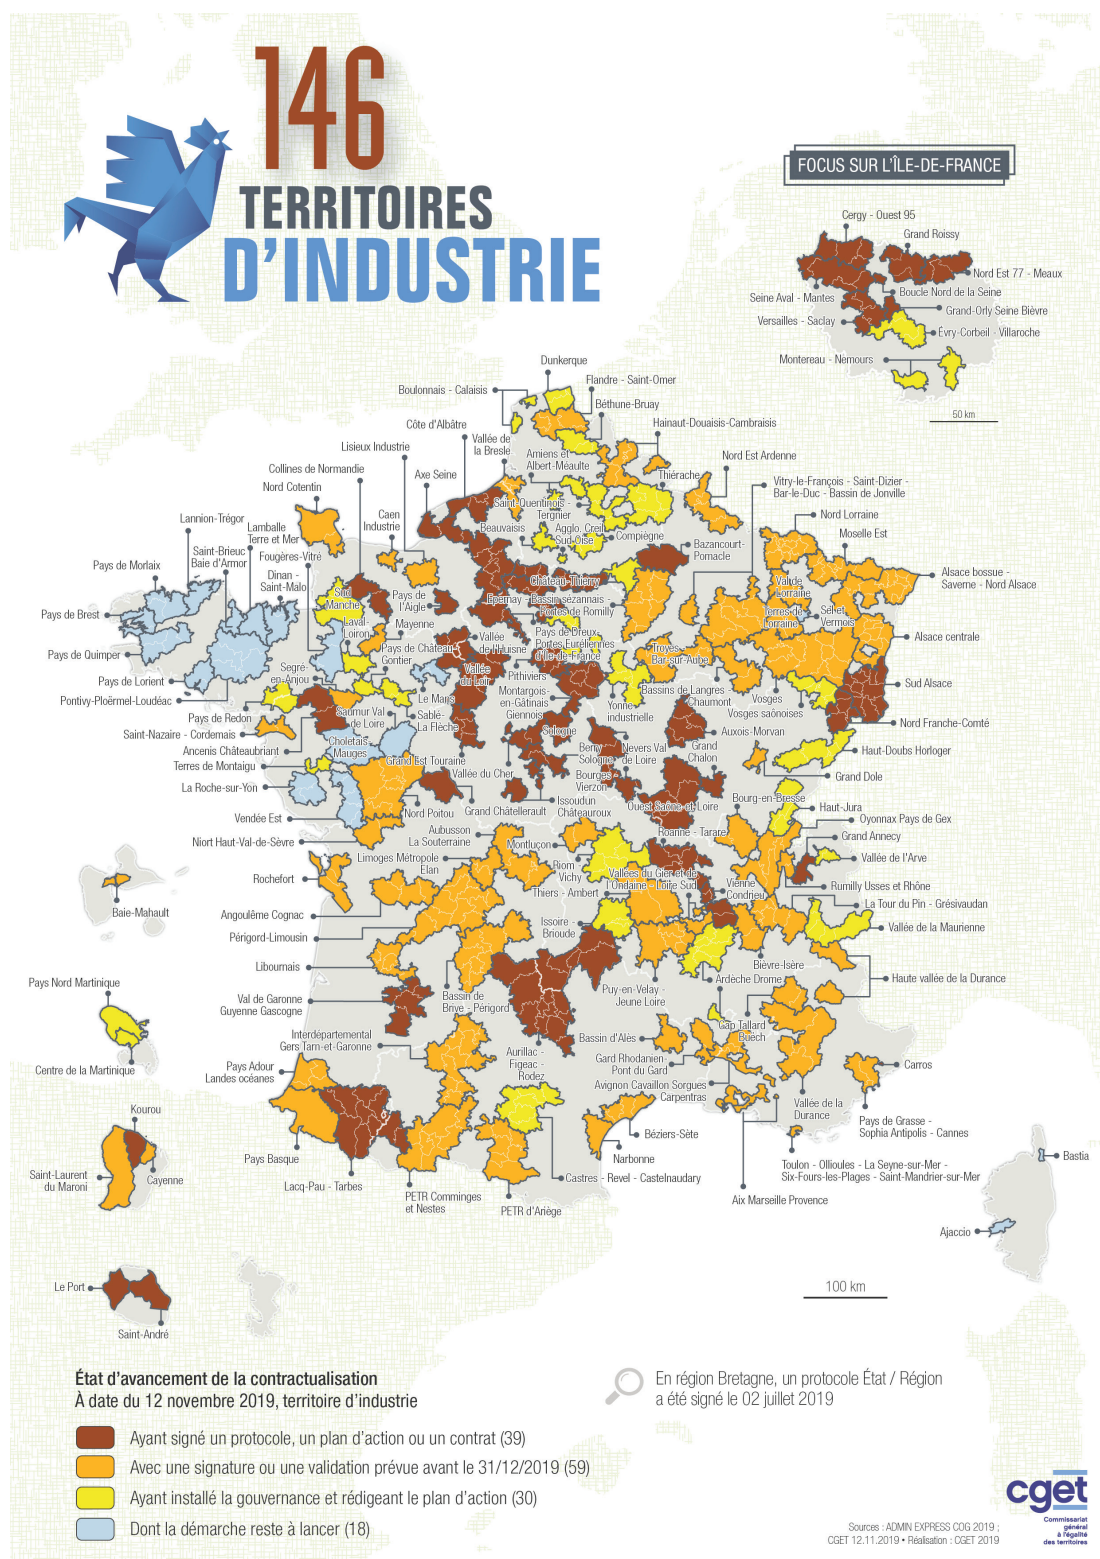 146
TERRITOIRES
D'INDUSTRIE
FOCUS SUR L'ÎLE-DE-FRANCE
Cergy - Ouest 95
Grand Roissy
Nord Est 77 - Meaux
Boucle Nord de la Seine
Seine Aval - Mantes
Grand-Orly Seine Bièvre
Versailles - Saclay
Évry-Corbeil - Villaroche
Montereau - Nemours
50 km
Dunkerque
Flandre - Saint-Omer
Boulonnais - Calaisis
Béthune-Bruay
Côte d'Albâtre
Hainaut-Douaisis-Cambraisis
Vallée de
la Bresle
Lisieux Industrie
Amiens et
Albert-Méaulte
Nord Est Ardenne
Collines de Normandie
Axe Seine
Thiérache
Vitry-le-François - Saint-Dizier -
Bar-le-Duc - Bassin de Jonville
Nord Cotentin
Saint-Quentinois -
Tergnier
Caen
Industrie
Nord Lorraine
Lannion-Trégor
Lamballe
Terre et Mer
Beauvaisis
Agglo. Creil
Sud-Oise
Compiègne
Moselle Est
Saint-Brieuc
Baie d'Armor
Fougères-Vitré
Bazancourt-
Pomacle
Pays de Morlaix
Dinan -
Saint-Malo
Château-Thierry
Val de
Lorraine
Alsace bossue -
Saverne - Nord Alsace
Sud
Manche
Pays de
l'Aigle
Epernay - Bassin sézannais -
Portes de Romilly
Pays de Brest
Terres de
Lorraine
Sel et
Vermois
Laval-
Loiron
Mayenne
Vallée
de l'Huisne
Pays de Dreux-
Portes Euréliennes
d'Île-de-France
Alsace centrale
Pays de Quimper
Pays de Château-
Gontier
Troyes
Bar-sur-Aube
Pays de Lorient
Segré-
en-Anjou
Vallée
du Loir
Pithiviers
Sud Alsace
Pontivy-Ploërmel-Loudéac
Le Mans
Montargois-
en-Gâtinais
Giennois
Bassins de Langres -
Chaumont
Vosges
Yonne
industrielle
Vosges saônoises
Pays de Redon
Saumur Val
de Loire
Sablé-
La Flèche
Nord Franche-Comté
Saint-Nazaire - Cordemais
Sologne
Auxois-Morvan
Ancenis Châteaubriant
Choletais
Mauges
Berry
Sologne
Nevers Val
de Loire
Grand
Chalon
Haut-Doubs Horloger
Terres de Montaigu
Grand Est Touraine
Vallée du Cher
Bourges -
Vierzon
Grand Dole
La Roche-sur-Yon
Issoudun
Châteauroux
Ouest Saône-et-Loire
Bourg-en-Bresse
Haut-Jura
Vendée Est
Nord Poitou
Grand Châtellerault
Oyonnax Pays de Gex
Aubusson
La Souterraine
Roanne - Tarare
Grand Annecy
Niort Haut-Val-de-Sèvre
Montluçon
Limoges Métropole
Elan
Riom -
Vichy
Vallée de l'Arve
Rochefort
Vallées du Gier et de
l'Ondaine - Loire Sud
Vienne
Condrieu
Rumilly Usses et Rhône
Thiers - Ambert
Baie-Mahault
La Tour du Pin - Grésivaudan
Angoulême Cognac
Issoire -
Brioude
Vallée de la Maurienne
Périgord-Limousin
Libournais
Bièvre-Isère
Pays Nord Martinique
Ardèche Drome
Haute vallée de la Durance
Val de Garonne
Guyenne Gascogne
Bassin de
Brive - Périgord
Puy-en-Velay -
Jeune Loire
Gap Tallard
Buëch
Interdépartemental
Gers Tarn-et-Garonne
Bassin d'Alès
Aurillac -
Figeac -
Rodez
Centre de la Martinique
Pays Adour
Landes océanes
Gard Rhodanien-
Pont du Gard
Carros
Avignon Cavaillon Sorgues
Carpentras
Kourou
Vallée de la
Durance
Pays de Grasse -
Sophia Antipolis - Cannes
Béziers-Sète
Bastia
Pays Basque
Narbonne
Saint-Laurent
du Maroni
Cayenne
Lacq-Pau - Tarbes
Castres - Revel - Castelnaudary
Toulon - Ollioules - La Seyne-sur-Mer -
Six-Fours-les-Plages - Saint-Mandrier-sur-Mer
PETR Comminges
et Nestes
PETR d'Ariège
Aix Marseille Provence
Ajaccio
Le Port
100 km
Saint-André
État d'avancement de la contractualisation
À date du 12 novembre 2019, territoire d'industrie
Ayant signé un protocole, un plan d'action ou un contrat (39)
Avec une signature ou une validation prévue avant le 31/12/2019 (59)
Ayant installé la gouvernance et rédigeant le plan d'action (30)
Dont la démarche reste à lancer (18)
En région Bretagne, un protocole État / Région
a été signé le 02 juillet 2019
cget
Commissariat
général
à l'égalité
des territoires
Sources : ADMIN EXPRESS COG 2019 ;
CGET 12.11.2019 • Réalisation : CGET 2019